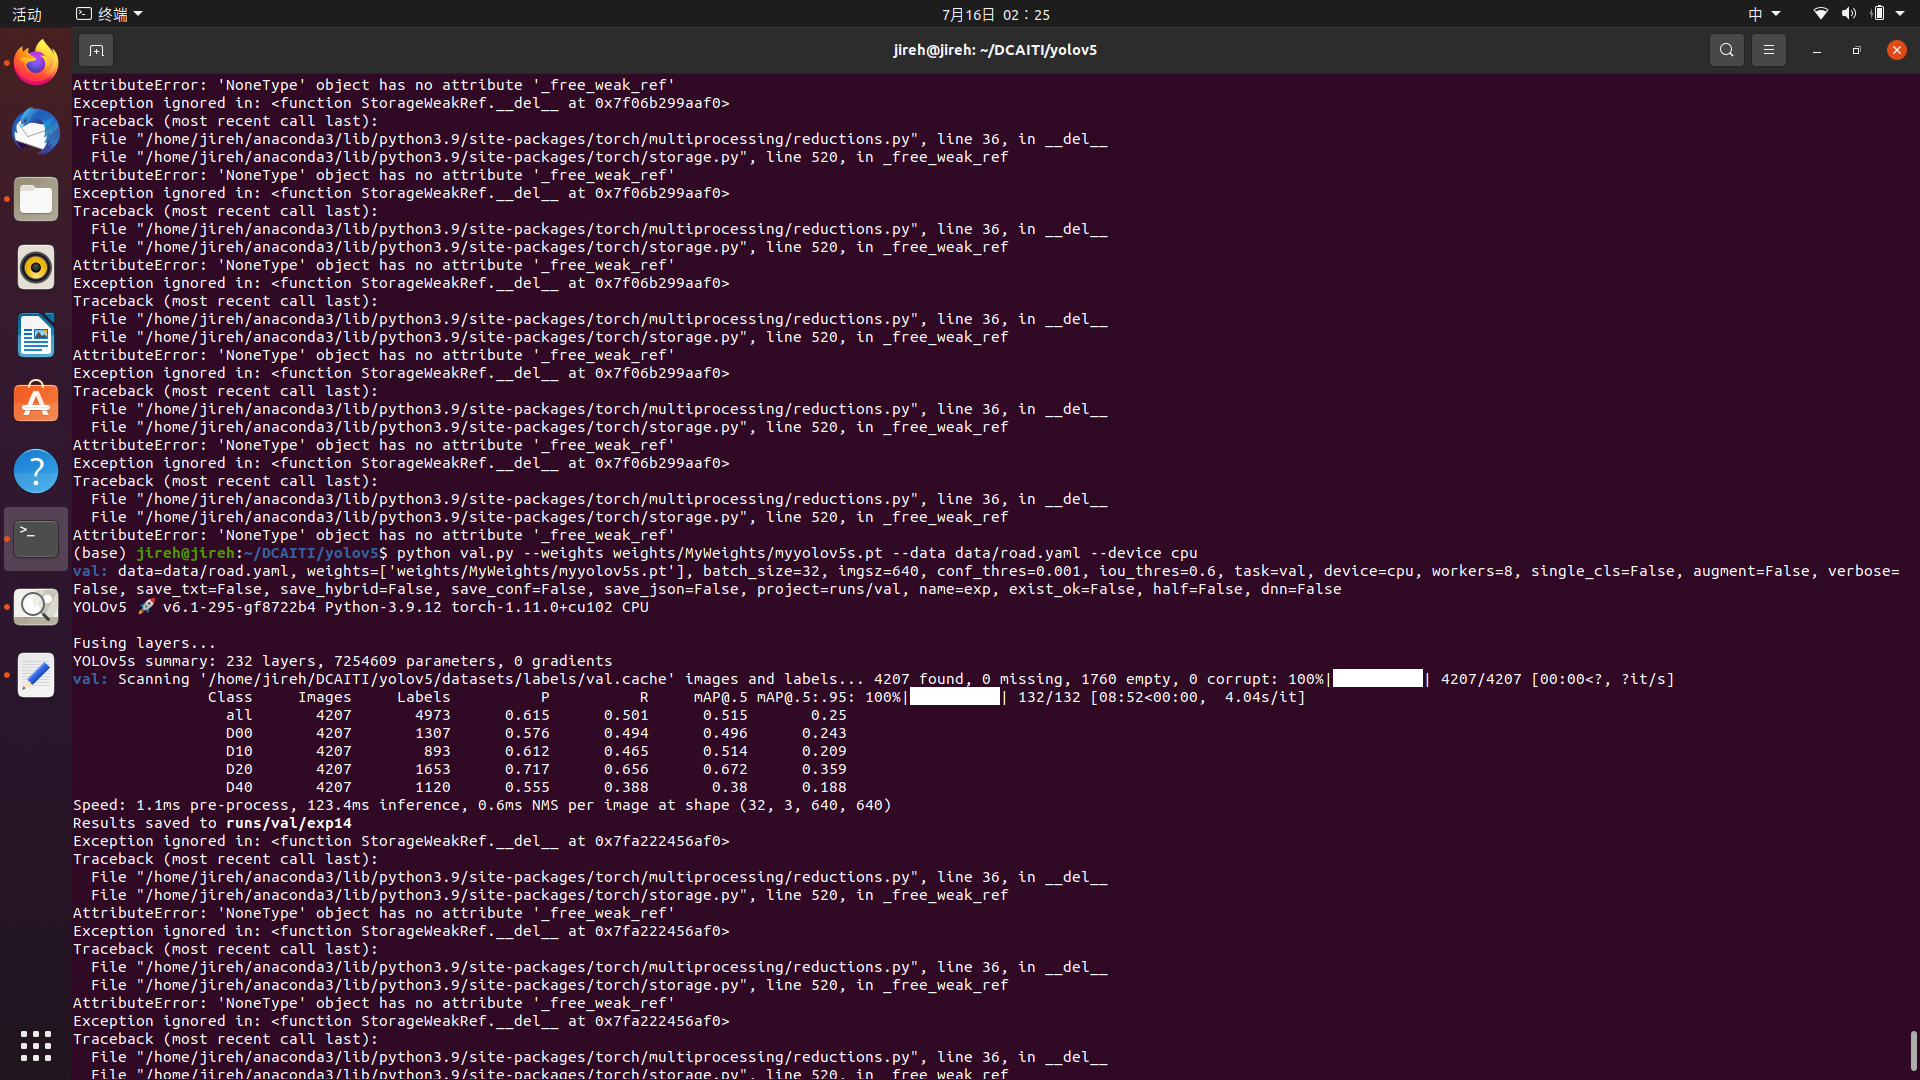 活动
终端
7月16日 02：25
中
jireh@jireh: ~/DCAITI/yolov5
AttributeError: 'NoneType' object has no attribute '_free_weak_ref'
Exception ignored in: <function StorageWeakRef.__del__ at 0x7f06b299aaf0>
Traceback (most recent call last):
  File "/home/jireh/anaconda3/lib/python3.9/site-packages/torch/multiprocessing/reductions.py", line 36, in __del__
  File "/home/jireh/anaconda3/lib/python3.9/site-packages/torch/storage.py", line 520, in _free_weak_ref
AttributeError: 'NoneType' object has no attribute '_free_weak_ref'
Exception ignored in: <function StorageWeakRef.__del__ at 0x7f06b299aaf0>
Traceback (most recent call last):
  File "/home/jireh/anaconda3/lib/python3.9/site-packages/torch/multiprocessing/reductions.py", line 36, in __del__
  File "/home/jireh/anaconda3/lib/python3.9/site-packages/torch/storage.py", line 520, in _free_weak_ref
AttributeError: 'NoneType' object has no attribute '_free_weak_ref'
Exception ignored in: <function StorageWeakRef.__del__ at 0x7f06b299aaf0>
Traceback (most recent call last):
  File "/home/jireh/anaconda3/lib/python3.9/site-packages/torch/multiprocessing/reductions.py", line 36, in __del__
  File "/home/jireh/anaconda3/lib/python3.9/site-packages/torch/storage.py", line 520, in _free_weak_ref
AttributeError: 'NoneType' object has no attribute '_free_weak_ref'
Exception ignored in: <function StorageWeakRef.__del__ at 0x7f06b299aaf0>
Traceback (most recent call last):
  File "/home/jireh/anaconda3/lib/python3.9/site-packages/torch/multiprocessing/reductions.py", line 36, in __del__
  File "/home/jireh/anaconda3/lib/python3.9/site-packages/torch/storage.py", line 520, in _free_weak_ref
AttributeError: 'NoneType' object has no attribute '_free_weak_ref'
Exception ignored in: <function StorageWeakRef.__del__ at 0x7f06b299aaf0>
Traceback (most recent call last):
  File "/home/jireh/anaconda3/lib/python3.9/site-packages/torch/multiprocessing/reductions.py", line 36, in __del__
  File "/home/jireh/anaconda3/lib/python3.9/site-packages/torch/storage.py", line 520, in _free_weak_ref
AttributeError: 'NoneType' object has no attribute '_free_weak_ref'
(base) jireh@jireh:~/DCAITI/yolov5$ python val.py --weights weights/MyWeights/myyolov5s.pt --data data/road.yaml --device cpu
val: data=data/road.yaml, weights=['weights/MyWeights/myyolov5s.pt'], batch_size=32, imgsz=640, conf_thres=0.001, iou_thres=0.6, task=val, device=cpu, workers=8, single_cls=False, augment=False, verbose=
False, save_txt=False, save_hybrid=False, save_conf=False, save_json=False, project=runs/val, name=exp, exist_ok=False, half=False, dnn=False
YOLOv5 🚀 v6.1-295-gf8722b4 Python-3.9.12 torch-1.11.0+cu102 CPU
Fusing layers...
YOLOv5s summary: 232 layers, 7254609 parameters, 0 gradients
val: Scanning '/home/jireh/DCAITI/yolov5/datasets/labels/val.cache' images and labels... 4207 found, 0 missing, 1760 empty, 0 corrupt: 100%|██████████| 4207/4207 [00:00<?, ?it/s]
Class Images Labels P R mAP@.5 mAP@.5:.95: 100%|██████████| 132/132 [08:52<00:00, 4.04s/it]
all 4207 4973 0.615 0.501 0.515 0.25
D00 4207 1307 0.576 0.494 0.496 0.243
D10 4207 893 0.612 0.465 0.514 0.209
D20 4207 1653 0.717 0.656 0.672 0.359
D40 4207 1120 0.555 0.388 0.38 0.188
Speed: 1.1ms pre-process, 123.4ms inference, 0.6ms NMS per image at shape (32, 3, 640, 640)
Results saved to runs/val/exp14
Exception ignored in: <function StorageWeakRef.__del__ at 0x7fa222456af0>
Traceback (most recent call last):
  File "/home/jireh/anaconda3/lib/python3.9/site-packages/torch/multiprocessing/reductions.py", line 36, in __del__
  File "/home/jireh/anaconda3/lib/python3.9/site-packages/torch/storage.py", line 520, in _free_weak_ref
AttributeError: 'NoneType' object has no attribute '_free_weak_ref'
Exception ignored in: <function StorageWeakRef.__del__ at 0x7fa222456af0>
Traceback (most recent call last):
  File "/home/jireh/anaconda3/lib/python3.9/site-packages/torch/multiprocessing/reductions.py", line 36, in __del__
  File "/home/jireh/anaconda3/lib/python3.9/site-packages/torch/storage.py", line 520, in _free_weak_ref
AttributeError: 'NoneType' object has no attribute '_free_weak_ref'
Exception ignored in: <function StorageWeakRef.__del__ at 0x7fa222456af0>
Traceback (most recent call last):
  File "/home/jireh/anaconda3/lib/python3.9/site-packages/torch/multiprocessing/reductions.py", line 36, in __del__
  File "/home/jireh/anaconda3/lib/python3.9/site-packages/torch/storage.py", line 520, in _free_weak_ref